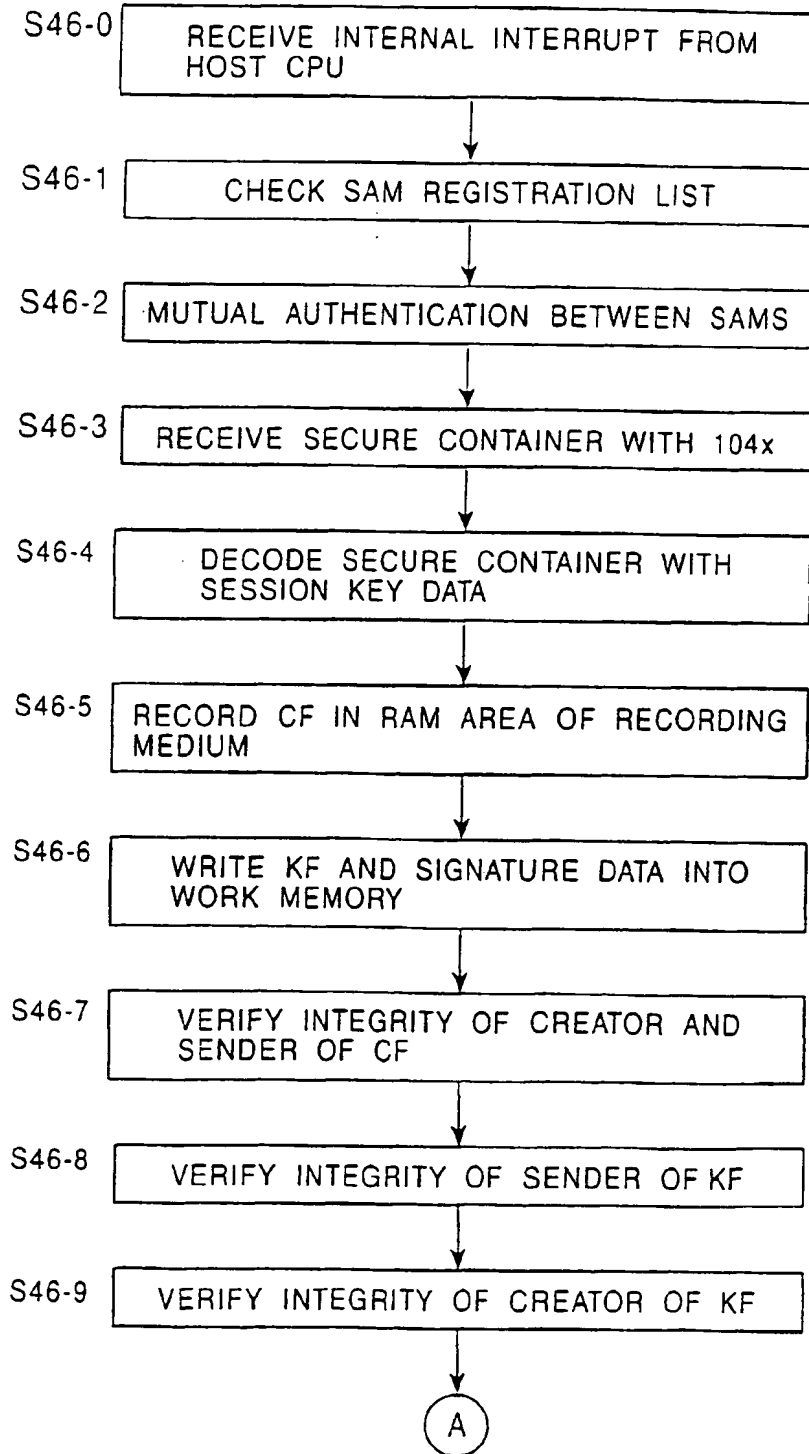 S46-0
RECEIVE INTERNAL INTERRUPT FROM
HOST CPU
S46-1
CHECK SAM REGISTRATION LIST
S46-2
MUTUAL AUTHENTICATION BETWEEN SAMS
S46-3
RECEIVE SECURE CONTAINER WITH 104x
S46-4
DECODE SECURE CONTAINER WITH
SESSION KEY DATA
S46-5
RECORD CF IN RAM AREA OF RECORDING
MEDIUM
S46-6
WRITE KF AND SIGNATURE DATA INTO
WORK MEMORY
S46-7
VERIFY INTEGRITY OF CREATOR AND
SENDER OF CF
S46-8
VERIFY INTEGRITY OF SENDER OF KF
S46-9
VERIFY INTEGRITY OF CREATOR OF KF
A